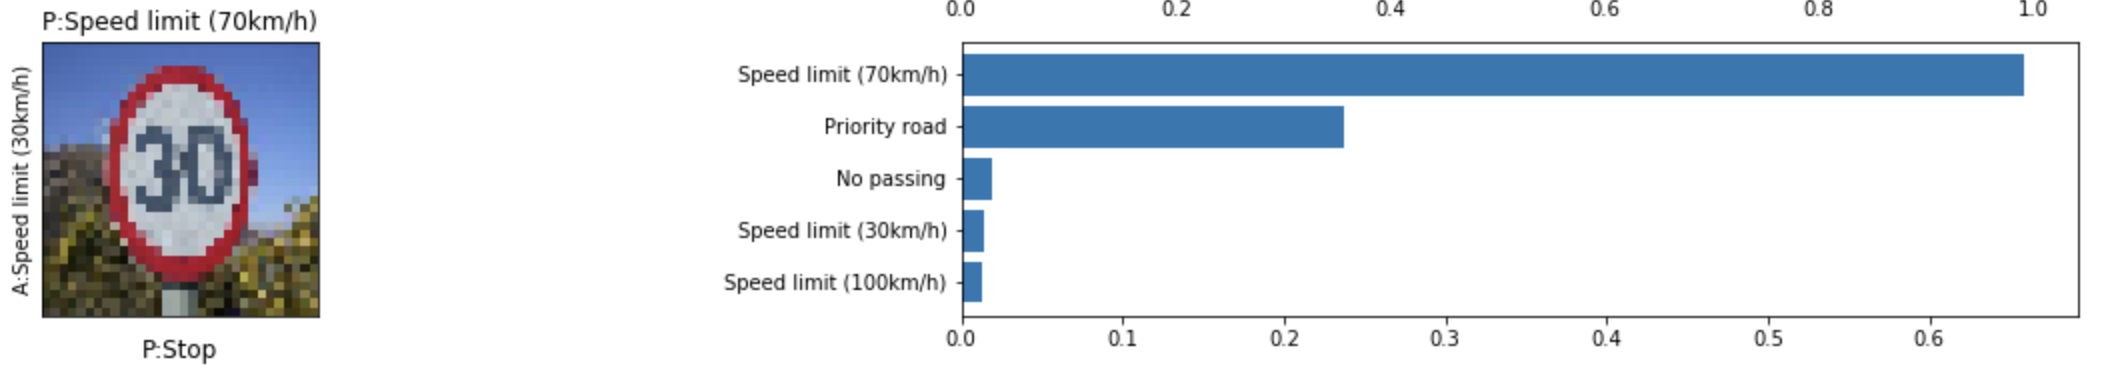 P:Speed limit (70km/h)
A:Speed limit (30km/h)
30
P:Stop
0.0 0.2 0.4 0.6 0.8 1.0
Speed limit (70km/h)
Priority road
No passing
Speed limit (30km/h)
Speed limit (100km/h)
0.0 0.1 0.2 0.3 0.4 0.5 0.6